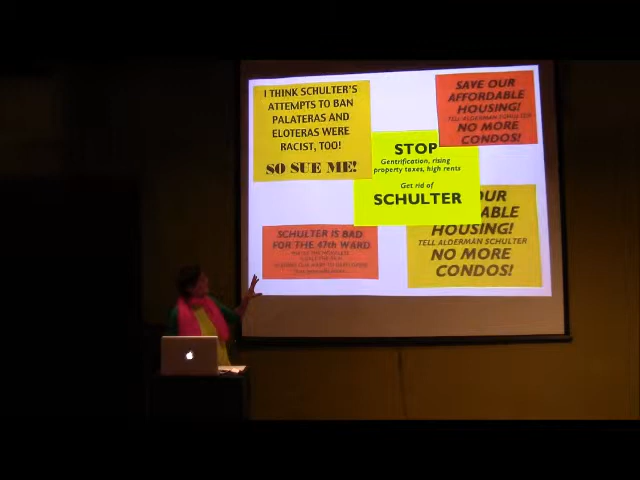 I THINK SCHULTER'S
ATTEMPTS TO BAN
PALATERAS AND
ELOTERAS WERE
RACIST, TOO!
SO SUE ME!
SAVE OUR
AFFORDABLE
HOUSING!
TELL ALDERMAN SCHULTER
NO MORE
CONDOS!
STOP
Gentrification, rising
property taxes, high rents
Get rid of
SCHULTER
SCHULTER IS BAD
FOR THE 47th WARD
OUR
ABLE
HOUSING!
TELL ALDERMAN SCHULTER
NO MORE
CONDOS!